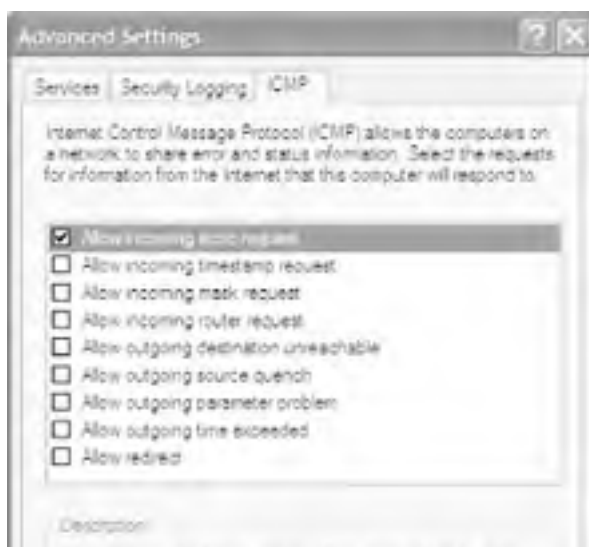 Advanced Settings
Services
Security Logging
ICMP
Internet Control Message Protocol (ICMP) allows the computers on
a network to share error and status information. Select the requests
for information from the Internet that this computer will respond to:
Allow incoming echo request
Allow incoming timestamp request
Allow incoming mask request
Allow incoming router request
Allow outgoing destination unreachable
Allow outgoing source quench
Allow outgoing parameter problem
Allow outgoing time exceeded
Allow redirect
Description